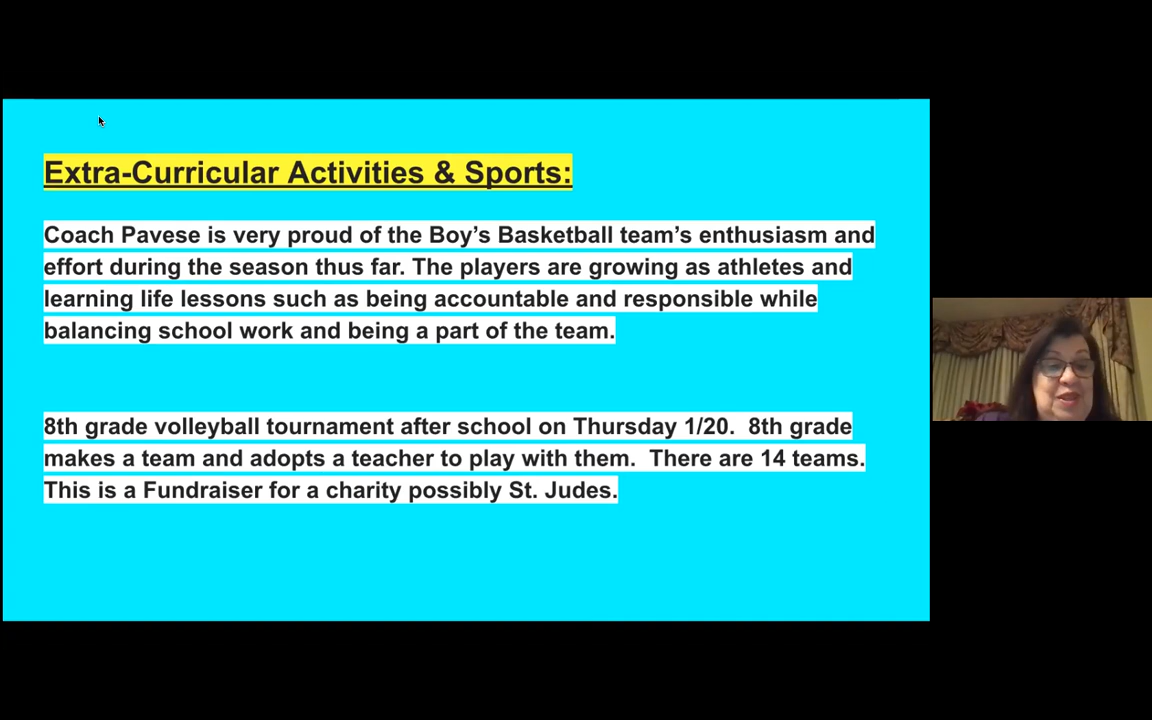 Extra-Curricular Activities & Sports:
Coach Pavese is very proud of the Boy’s Basketball team’s enthusiasm and
effort during the season thus far. The players are growing as athletes and
learning life lessons such as being accountable and responsible while
balancing school work and being a part of the team.
8th grade volleyball tournament after school on Thursday 1/20.  8th grade
makes a team and adopts a teacher to play with them.  There are 14 teams.
This is a Fundraiser for a charity possibly St. Judes.